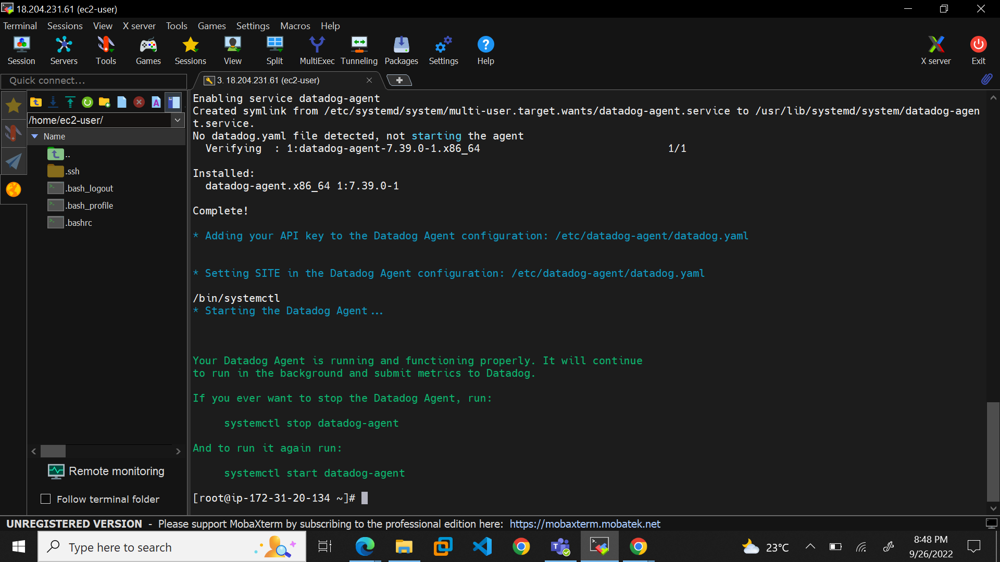 18.204.231.61 (ec2-user)
Terminal Sessions View X server Tools Games Settings Macros Help
Session Servers Tools Games Sessions View Split MultiExec Tunneling Packages Settings Help X server Exit
Quick connect...
3. 18.204.231.61 (ec2-user)
/home/ec2-user/
Name
..
.ssh
.bash_logout
.bash_profile
.bashrc
Remote monitoring
Follow terminal folder
Enabling service datadog-agent
Created symlink from /etc/systemd/system/multi-user.target.wants/datadog-agent.service to /usr/lib/systemd/system/datadog-agen
t.service.
No datadog.yaml file detected, not starting the agent
Verifying : 1:datadog-agent-7.39.0-1.x86_64 1/1
Installed:
datadog-agent.x86_64 1:7.39.0-1
Complete!
* Adding your API key to the Datadog Agent configuration: /etc/datadog-agent/datadog.yaml
* Setting SITE in the Datadog Agent configuration: /etc/datadog-agent/datadog.yaml
/bin/systemctl
* Starting the Datadog Agent...
Your Datadog Agent is running and functioning properly. It will continue
to run in the background and submit metrics to Datadog.
If you ever want to stop the Datadog Agent, run:
systemctl stop datadog-agent
And to run it again run:
systemctl start datadog-agent
[root@ip-172-31-20-134 ~]#
UNREGISTERED VERSION - Please support MobaXterm by subscribing to the professional edition here: https://mobaxterm.mobatek.net
Type here to search
23°C
8:48 PM
9/26/2022